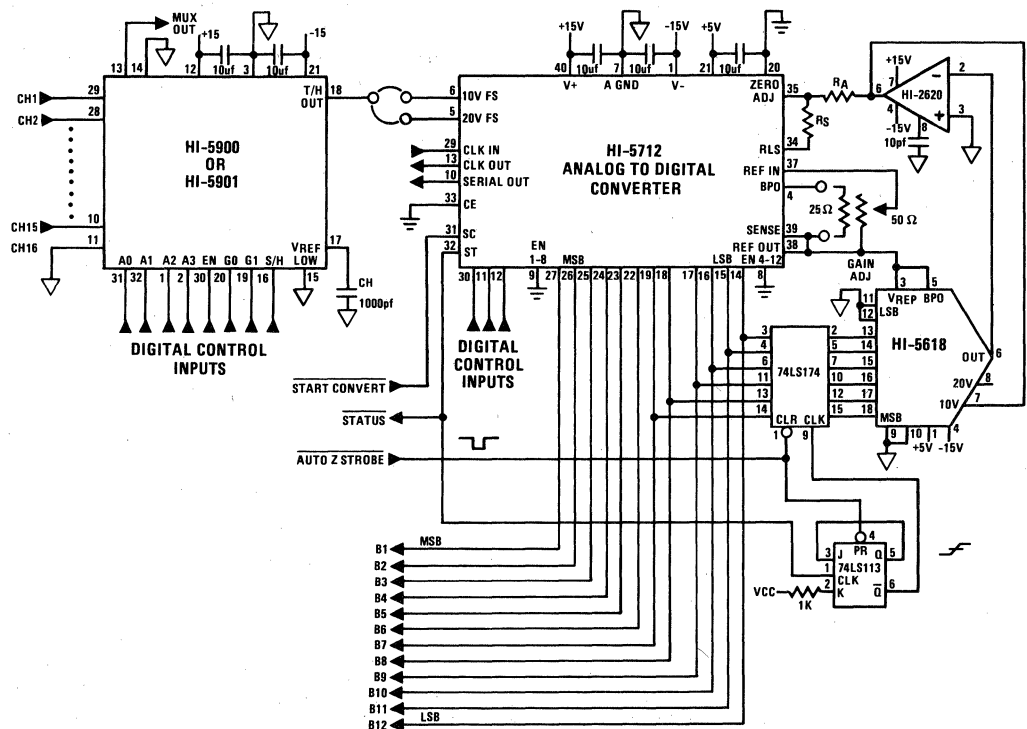 MUX
OUT
+15
-15
10uf
10uf
13
14
12
3
21
T/H
OUT
18
CH1
29
CH2
28
HI-5900
OR
HI-5901
CH15
10
CH16
11
A0 A1 A2 A3 EN G0 G1 S/H
31 32 1 2 30 20 19 16
VREF
LOW
17
15
CH
1000pf
DIGITAL CONTROL
INPUTS
+15V
-15V
+5V
10uf
10uf
10uf
40
7
1
21
20
V+
A GND
V-
ZERO
ADJ
35
6
10V FS
5
20V FS
29
CLK IN
13
CLK OUT
10
SERIAL OUT
33
CE
31
SC
32
ST
HI-5712
ANALOG TO DIGITAL
CONVERTER
RLS
34
REF IN
37
BPO
4
SENSE
39
REF OUT
38
EN
1-8
MSB
LSB
EN 4-12
30 11 12 9 27 26 25 24 23 22 19 18 17 16 15 14 8
DIGITAL
CONTROL
INPUTS
RA
RS
25Ω
50 Ω
GAIN
ADJ
+15V
7
6
HI-2620
2
3
4
8
-15V
10pf
3
5
VREP
BPO
11
12
LSB
HI-5618
13
14
15
16
17
18
OUT
6
20V
8
10V
7
MSB
9
10
1
4
+5V
-15V
3
4
6
11
13
14
74LS174
2
5
7
10
12
15
CLR CLK
1
9
START CONVERT
STATUS
AUTO Z STROBE
4
PR
3
J
Q
5
74LS113
1
CLK
2
K
Q
6
VCC
1K
B1
MSB
B2
B3
B4
B5
B6
B7
B8
B9
B10
B11
B12
LSB